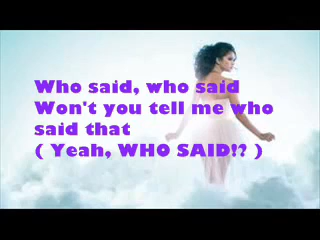 Who said, who said
Won't you tell me who
said that
( Yeah, WHO SAID!? )